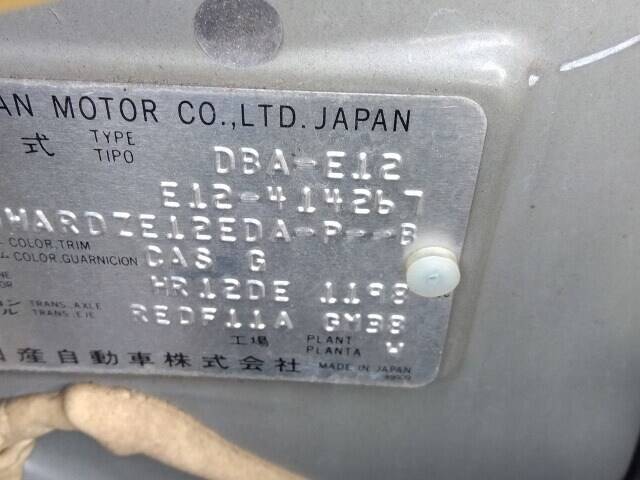 AN MOTOR CO.,LTD. JAPAN
式 TYPE TIPO DBA-E12
E12-414267
HARDZE12EDA-P--B
COLOR,TRIM
COLOR.GUARNICION CAS G
HR12DE 1198
TRANS. AXLE
TRANS. EJE REDF11A GM38
工場 PLANT PLANTA W
産自動車株式会社 MADE IN JAPAN